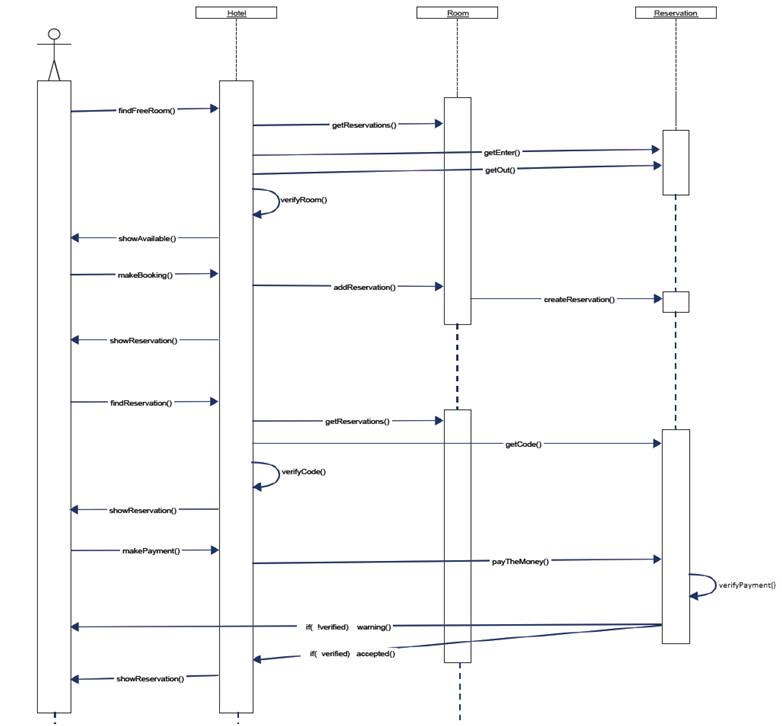 Hotel
Room
Reservation
findFreeRoom()
getReservations()
getEnter()
getOut()
verifyRoom()
showAvailable()
makeBooking()
addReservation()
createReservation()
showReservation()
findReservation()
getReservations()
getCode()
verifyCode()
showReservation()
makePayment()
payTheMoney()
verifyPayment()
if( !verified) warning()
if( verified) accepted()
showReservation()